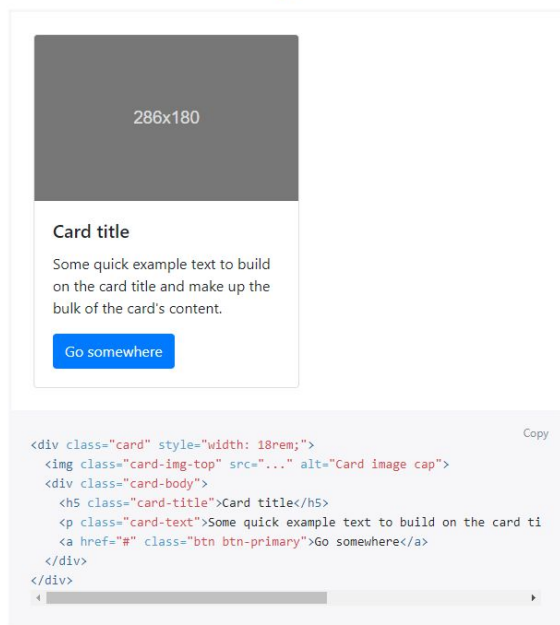 286x180
Card title
Some quick example text to build
on the card title and make up the
bulk of the card's content.
Go somewhere
Copy
<div class="card" style="width: 18rem;">
  <img class="card-img-top" src="..." alt="Card image cap">
  <div class="card-body">
    <h5 class="card-title">Card title</h5>
    <p class="card-text">Some quick example text to build on the card ti
    <a href="#" class="btn btn-primary">Go somewhere</a>
  </div>
</div>